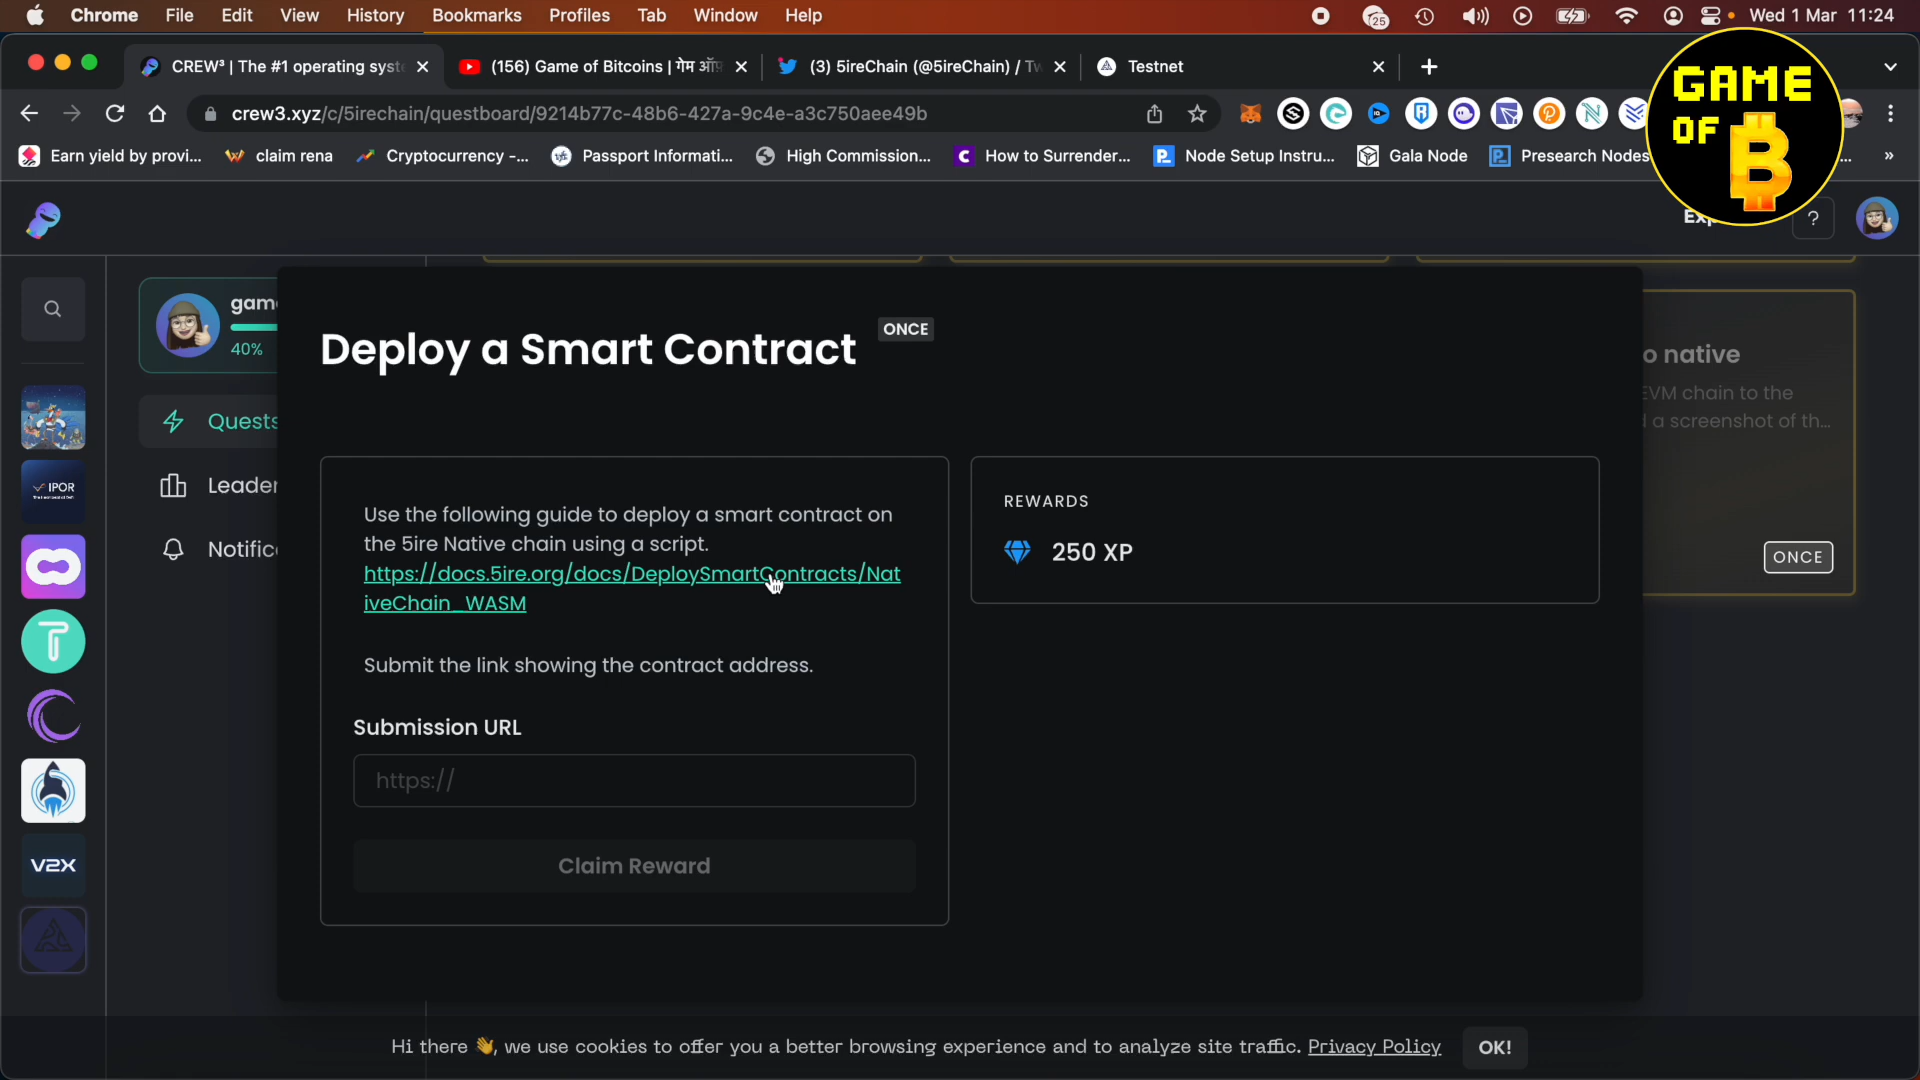 Chrome File Edit View History Bookmarks Profiles Tab Window Help 25 Wed 1 Mar 11:24
CREW³ | The #1 operating syst (156) Game of Bitcoins | गेम ऑफ़ (3) 5ireChain (@5ireChain) / Tw Testnet
crew3.xyz/c/5irechain/questboard/9214b77c-48b6-427a-9c4e-a3c750aee49b
Earn yield by provi... claim rena Cryptocurrency -... Passport Informati... High Commission... How to Surrender... Node Setup Instru... Gala Node Presearch Nodes
GAME
OF B
?
gam
40%
Quests
Leader
Notific
IPOR
V2X
Deploy a Smart Contract ONCE
Use the following guide to deploy a smart contract on
the 5ire Native chain using a script.
https://docs.5ire.org/docs/DeploySmartContracts/Nat
iveChain_WASM
Submit the link showing the contract address.
Submission URL
https://
Claim Reward
REWARDS
250 XP
o native
EVM chain to the
a screenshot of th...
ONCE
Hi there 👋, we use cookies to offer you a better browsing experience and to analyze site traffic. Privacy Policy OK!